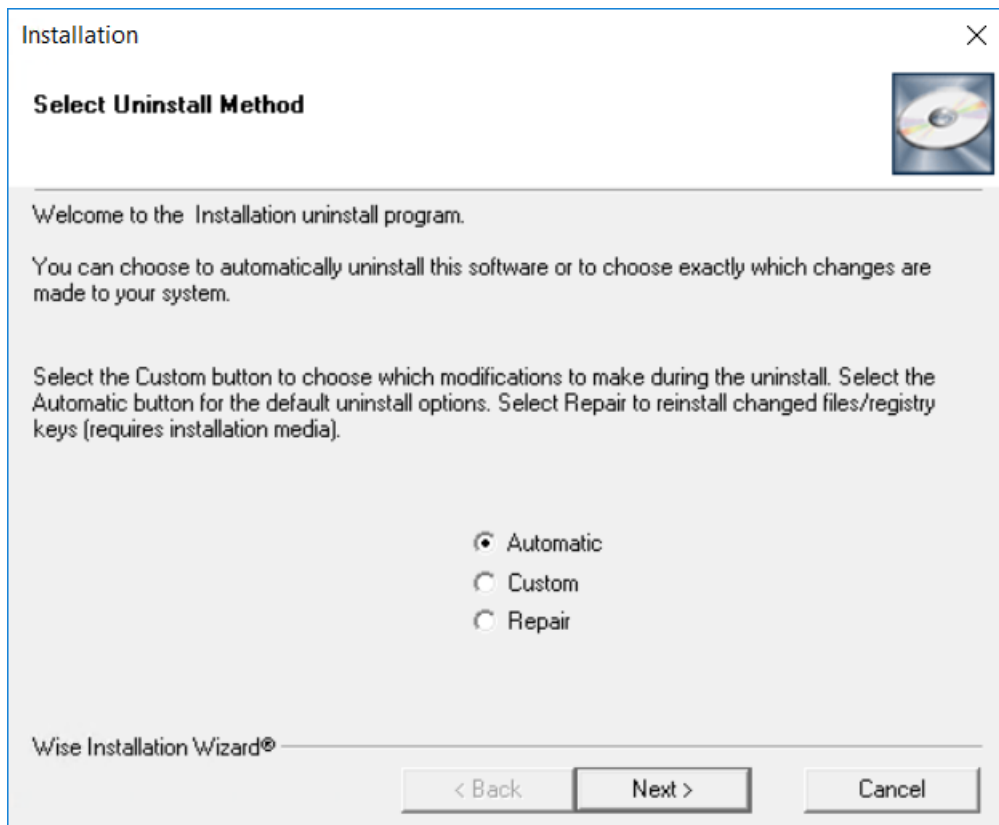 Installation
Select Uninstall Method
Welcome to the  Installation uninstall program.
You can choose to automatically uninstall this software or to choose exactly which changes are
made to your system.
Select the Custom button to choose which modifications to make during the uninstall. Select the
Automatic button for the default uninstall options. Select Repair to reinstall changed files/registry
keys (requires installation media).
Automatic
Custom
Repair
Wise Installation Wizard®
< Back
Next >
Cancel